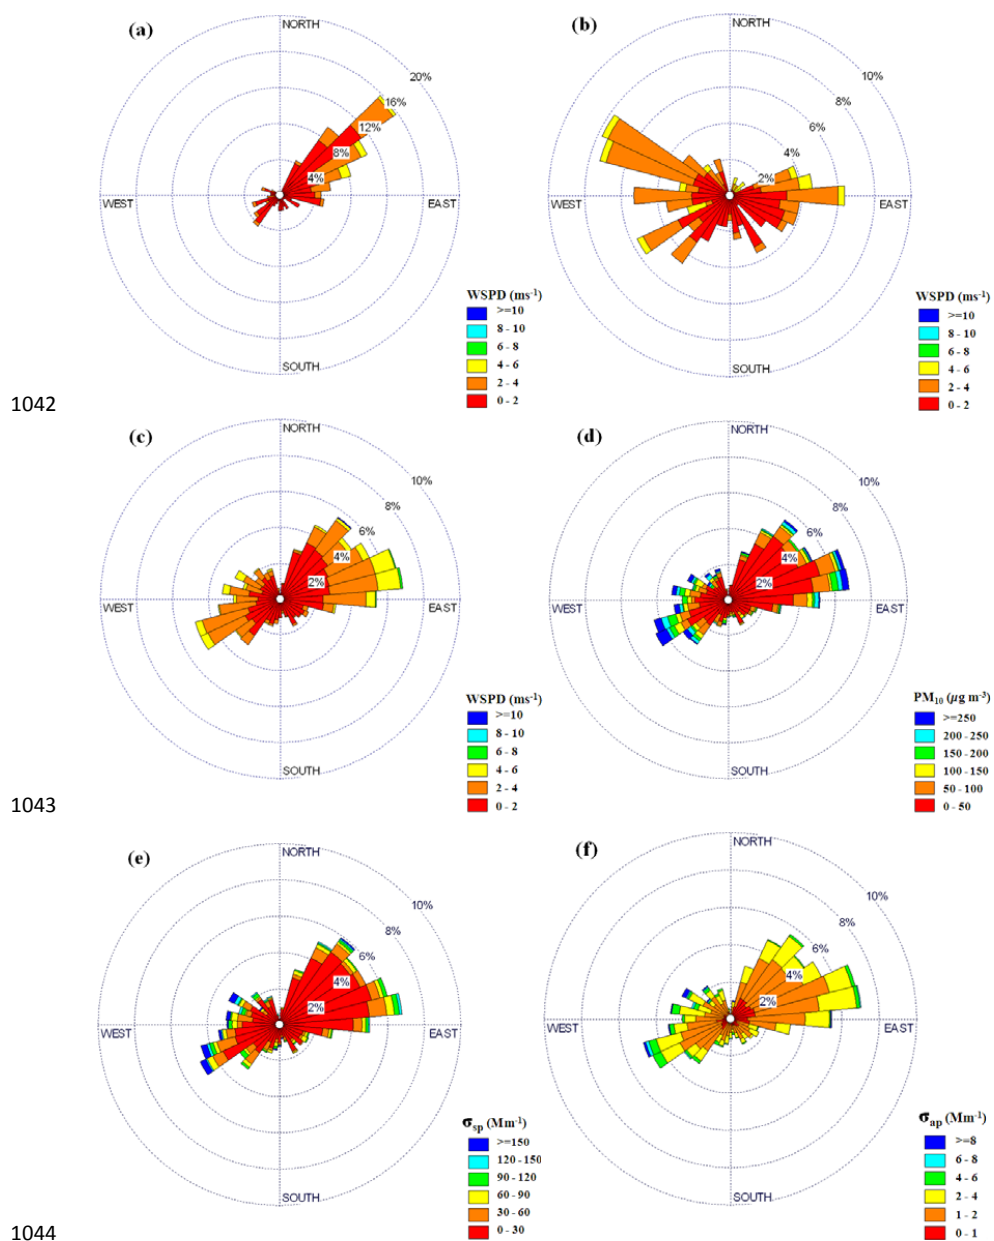 (a)
NORTH
20%
16%
12%
8%
4%
WEST
EAST
SOUTH
WSPD (ms-1)
>=10
8 - 10
6 - 8
4 - 6
2 - 4
0 - 2
(b)
NORTH
10%
8%
6%
4%
2%
WEST
EAST
SOUTH
WSPD (ms-1)
>=10
8 - 10
6 - 8
4 - 6
2 - 4
0 - 2
1042
(c)
NORTH
10%
8%
6%
4%
2%
WEST
EAST
SOUTH
WSPD (ms-1)
>=10
8 - 10
6 - 8
4 - 6
2 - 4
0 - 2
(d)
NORTH
10%
8%
6%
4%
2%
WEST
EAST
SOUTH
PM10 (µg m-3)
>=250
200 - 250
150 - 200
100 - 150
50 - 100
0 - 50
1043
(e)
NORTH
10%
8%
6%
4%
2%
WEST
EAST
SOUTH
σsp (Mm-1)
>=150
120 - 150
90 - 120
60 - 90
30 - 60
0 - 30
(f)
NORTH
10%
8%
6%
4%
2%
WEST
EAST
SOUTH
σap (Mm-1)
>=8
6 - 8
4 - 6
2 - 4
1 - 2
0 - 1
1044